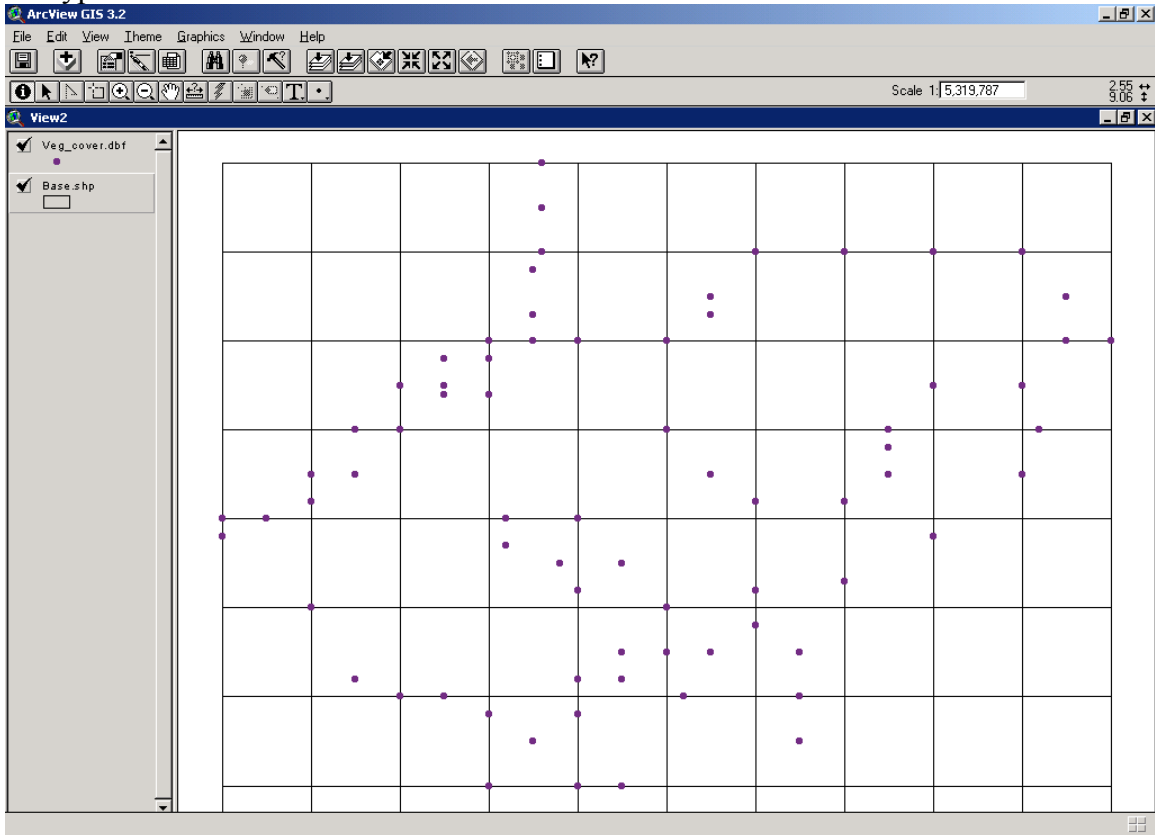 ArcView GIS 3.2
File Edit View Theme Graphics Window Help
T
Scale 1: 5,319,787
2.55
9.06
View2
Veg_cover.dbf
Base.shp